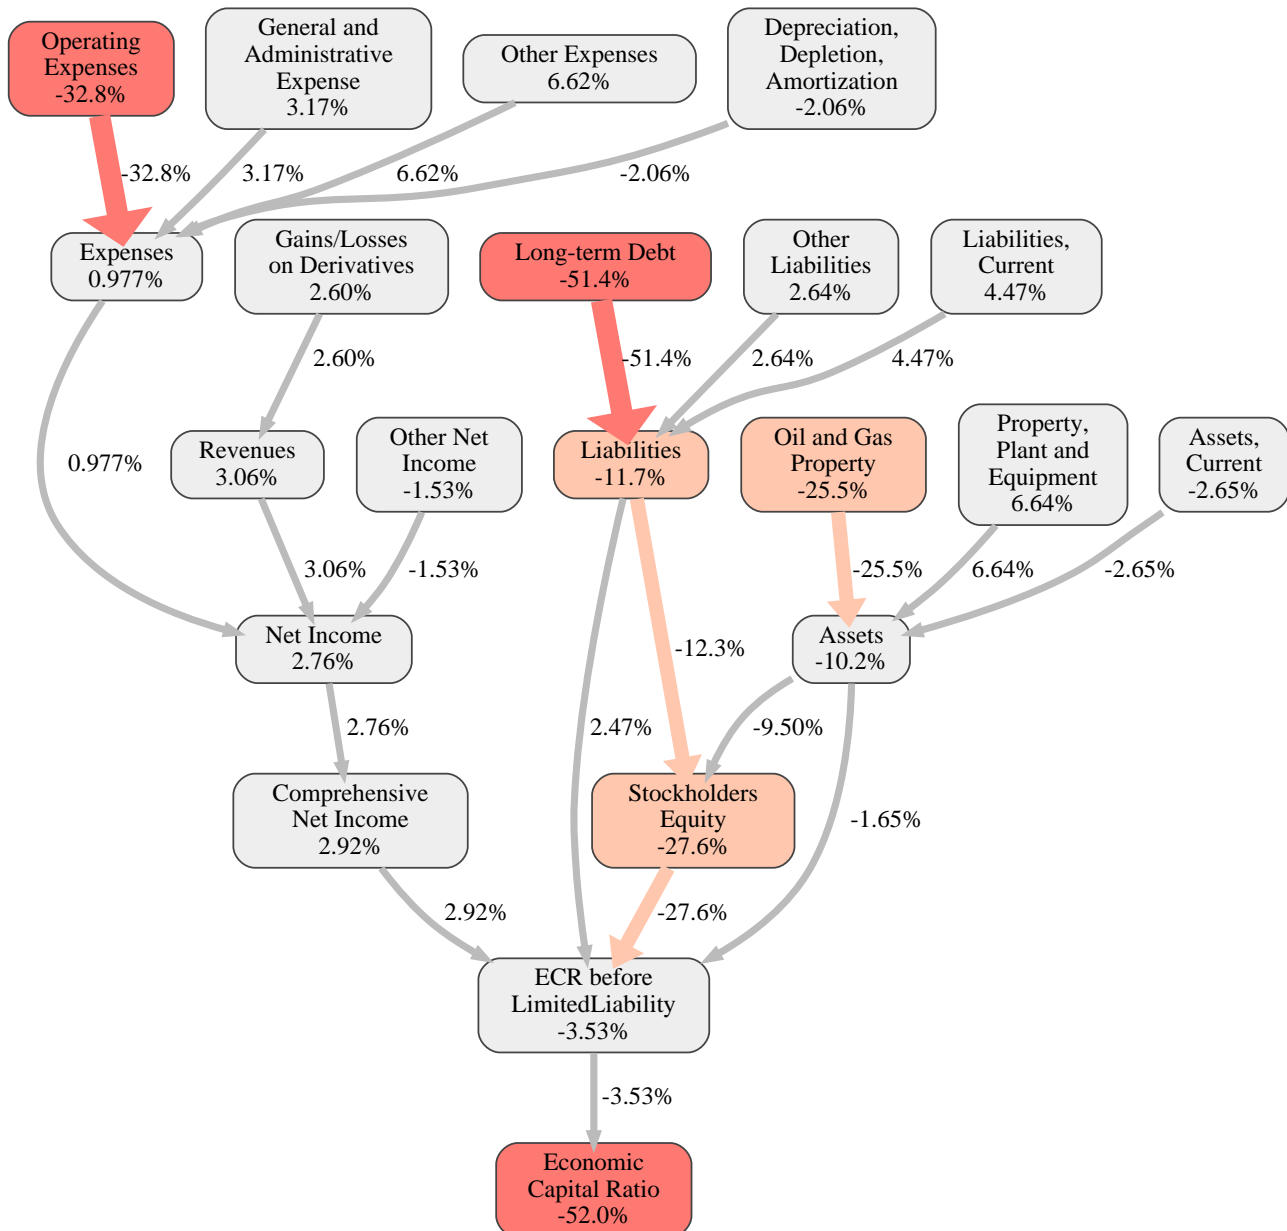 Operating
Expenses
-32.8%
General and
Administrative
Expense
3.17%
Other Expenses
6.62%
Depreciation,
Depletion,
Amortization
-2.06%
-32.8%
3.17%
6.62%
-2.06%
Expenses
0.977%
Gains/Losses
on Derivatives
2.60%
Long-term Debt
-51.4%
Other
Liabilities
2.64%
Liabilities,
Current
4.47%
2.60%
-51.4%
2.64%
4.47%
0.977%
Revenues
3.06%
Other Net
Income
-1.53%
Liabilities
-11.7%
Oil and Gas
Property
-25.5%
Property,
Plant and
Equipment
6.64%
Assets,
Current
-2.65%
3.06%
-1.53%
-25.5%
6.64%
-2.65%
Net Income
2.76%
-12.3%
Assets
-10.2%
2.76%
2.47%
-9.50%
Comprehensive
Net Income
2.92%
Stockholders
Equity
-27.6%
-1.65%
2.92%
-27.6%
ECR before
LimitedLiability
-3.53%
-3.53%
Economic
Capital Ratio
-52.0%